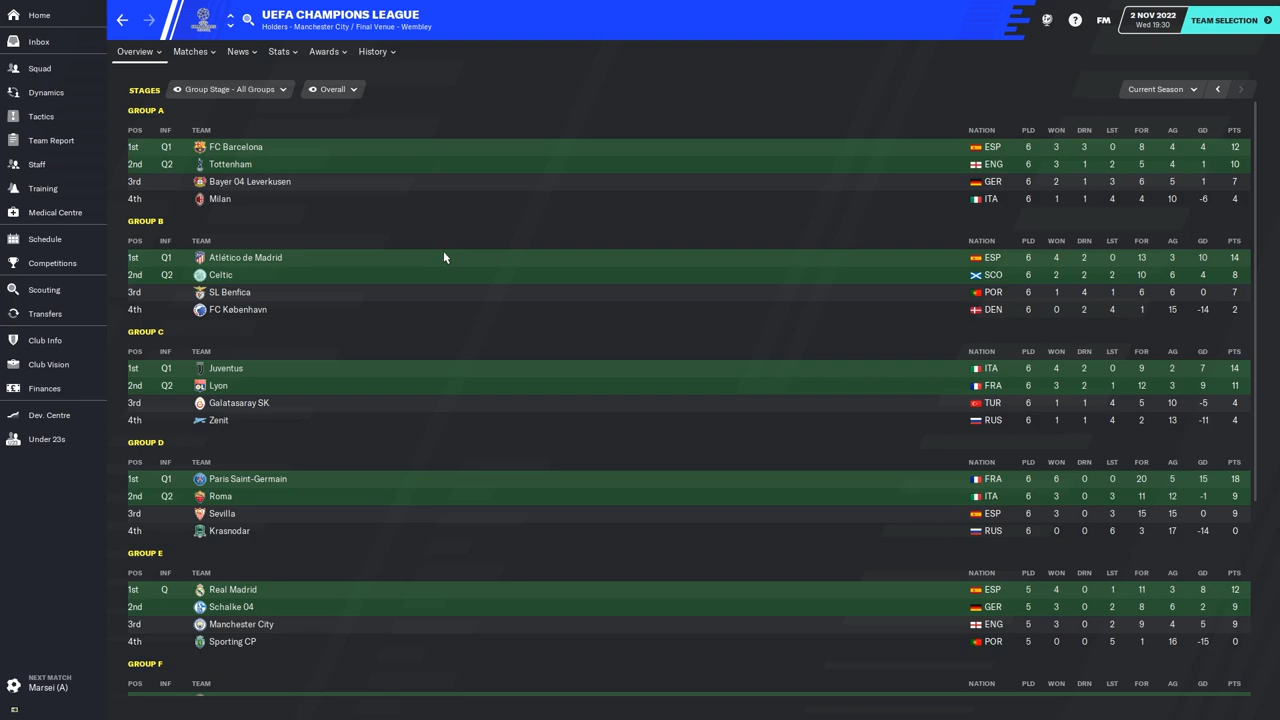 Home
UEFA CHAMPIONS LEAGUE
Holders - Manchester City / Final Venue - Wembley
FM
2 NOV 2022
Wed 19:30
TEAM SELECTION
Inbox
Squad
Dynamics
Tactics
Team Report
Staff
Training
Medical Centre
Schedule
Competitions
Scouting
Transfers
Club Info
Club Vision
Finances
Dev. Centre
Under 23s
NEXT MATCH
Marsei (A)
Overview Matches News Stats Awards History
STAGES Group Stage - All Groups Overall Current Season
GROUP A
POS INF TEAM NATION PLD WON DRN LST FOR AG GD PTS
1st Q1 FC Barcelona ESP 6 3 3 0 8 4 4 12
2nd Q2 Tottenham ENG 6 3 1 2 5 4 1 10
3rd Bayer 04 Leverkusen GER 6 2 1 3 6 5 1 7
4th Milan ITA 6 1 1 4 4 10 -6 4
GROUP B
POS INF TEAM NATION PLD WON DRN LST FOR AG GD PTS
1st Q1 Atlético de Madrid ESP 6 4 2 0 13 3 10 14
2nd Q2 Celtic SCO 6 2 2 2 10 6 4 8
3rd SL Benfica POR 6 1 4 1 6 6 0 7
4th FC København DEN 6 0 2 4 1 15 -14 2
GROUP C
POS INF TEAM NATION PLD WON DRN LST FOR AG GD PTS
1st Q1 Juventus ITA 6 4 2 0 9 2 7 14
2nd Q2 Lyon FRA 6 3 2 1 12 3 9 11
3rd Galatasaray SK TUR 6 1 1 4 5 10 -5 4
4th Zenit RUS 6 1 1 4 2 13 -11 4
GROUP D
POS INF TEAM NATION PLD WON DRN LST FOR AG GD PTS
1st Q1 Paris Saint-Germain FRA 6 6 0 0 20 5 15 18
2nd Q2 Roma ITA 6 3 0 3 11 12 -1 9
3rd Sevilla ESP 6 3 0 3 15 15 0 9
4th Krasnodar RUS 6 0 0 6 3 17 -14 0
GROUP E
POS INF TEAM NATION PLD WON DRN LST FOR AG GD PTS
1st Q Real Madrid ESP 5 4 0 1 11 3 8 12
2nd Schalke 04 GER 5 3 0 2 8 6 2 9
3rd Manchester City ENG 5 3 0 2 9 4 5 9
4th Sporting CP POR 5 0 0 5 1 16 -15 0
GROUP F
POS INF TEAM NATION PLD WON DRN LST FOR AG GD PTS